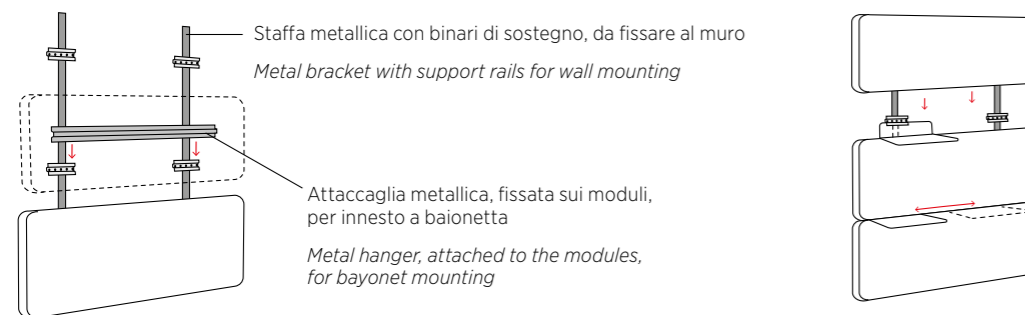 Staffa metallica con binari di sostegno, da fissare al muro
Metal bracket with support rails for wall mounting
Attaccaglia metallica, fissata sui moduli,
per innesto a baionetta
Metal hanger, attached to the modules,
for bayonet mounting